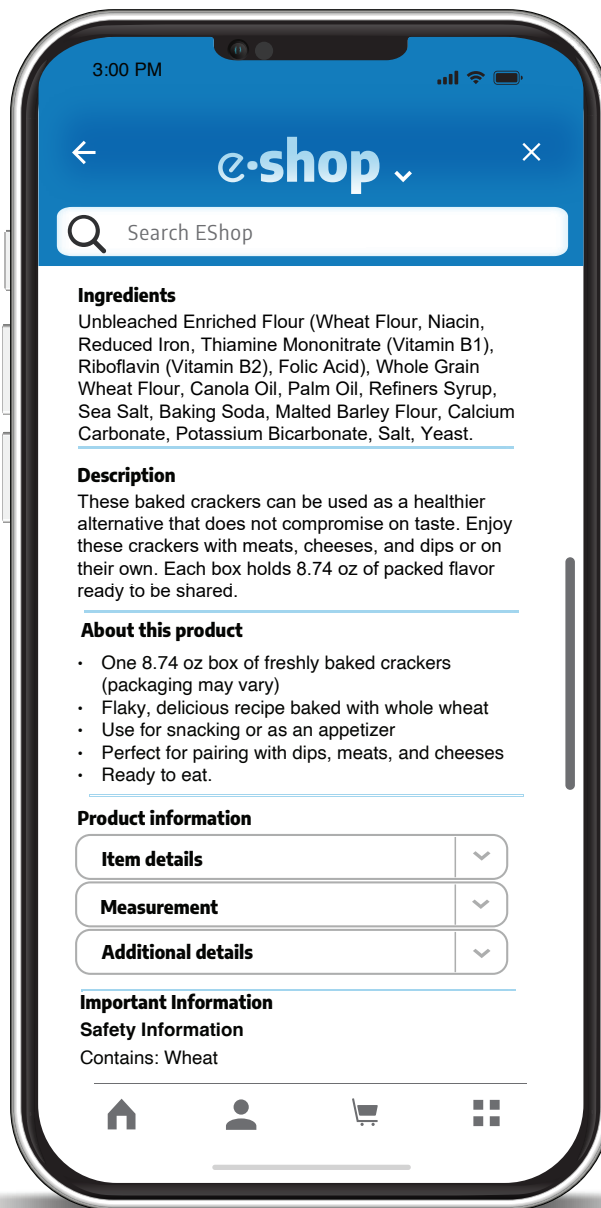 3:00 PM
e·shop
Search EShop
Ingredients
Unbleached Enriched Flour (Wheat Flour, Niacin,
Reduced Iron, Thiamine Mononitrate (Vitamin B1),
Riboflavin (Vitamin B2), Folic Acid), Whole Grain
Wheat Flour, Canola Oil, Palm Oil, Refiners Syrup,
Sea Salt, Baking Soda, Malted Barley Flour, Calcium
Carbonate, Potassium Bicarbonate, Salt, Yeast.
Description
These baked crackers can be used as a healthier
alternative that does not compromise on taste. Enjoy
these crackers with meats, cheeses, and dips or on
their own. Each box holds 8.74 oz of packed flavor
ready to be shared.
About this product
· One 8.74 oz box of freshly baked crackers
(packaging may vary)
· Flaky, delicious recipe baked with whole wheat
· Use for snacking or as an appetizer
· Perfect for pairing with dips, meats, and cheeses
· Ready to eat.
Product information
Item details
Measurement
Additional details
Important Information
Safety Information
Contains: Wheat